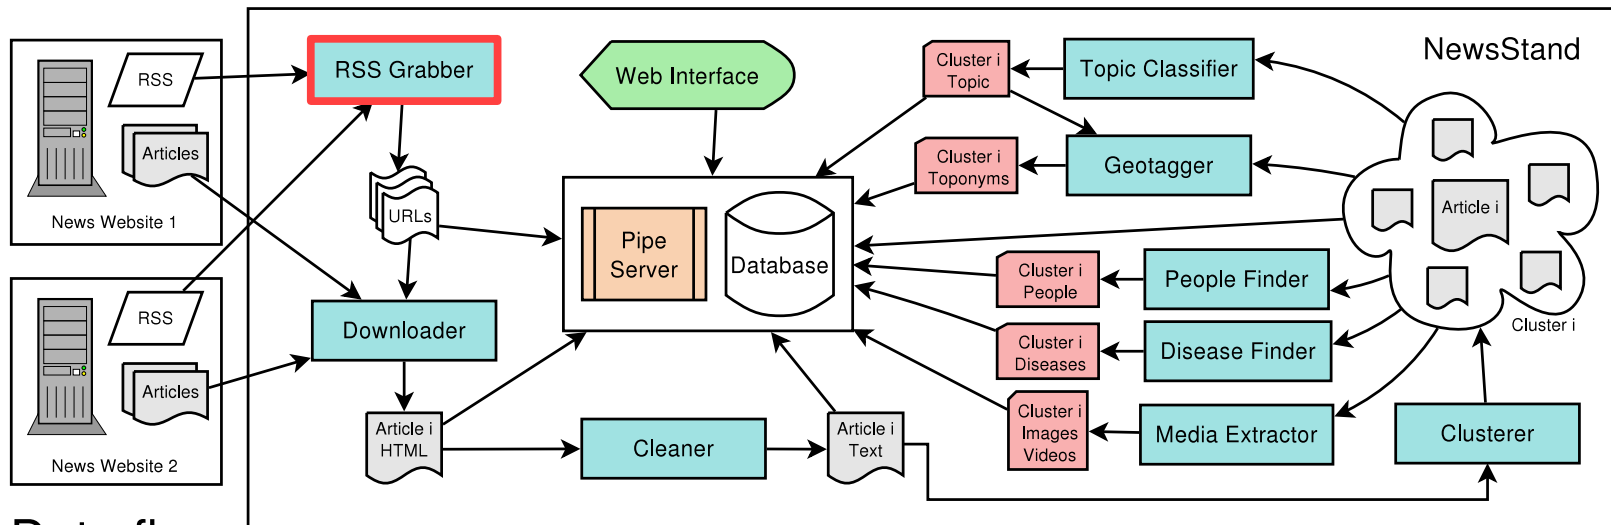 NewsStand
RSS
Articles
News Website 1
RSS
Articles
News Website 2
RSS Grabber
URLs
Downloader
Article i
HTML
Cleaner
Article i
Text
Web Interface
Pipe
Server
Database
Cluster i
Topic
Topic Classifier
Cluster i
Toponyms
Geotagger
Cluster i
People
People Finder
Cluster i
Diseases
Disease Finder
Cluster i
Images
Videos
Media Extractor
Article i
Cluster i
Clusterer